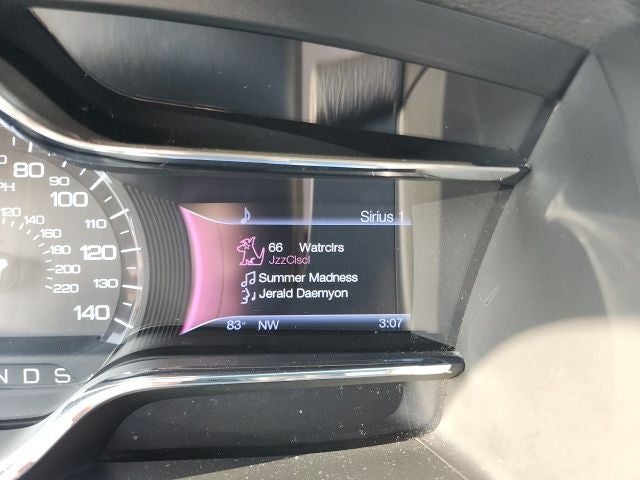 Sirius 1
66 Watrclrs
JzzClscl
Summer Madness
Jerald Daemyon
83° NW 3:07
80
90
100
110
120
130
140
120
140
160
180
200
220
N D S